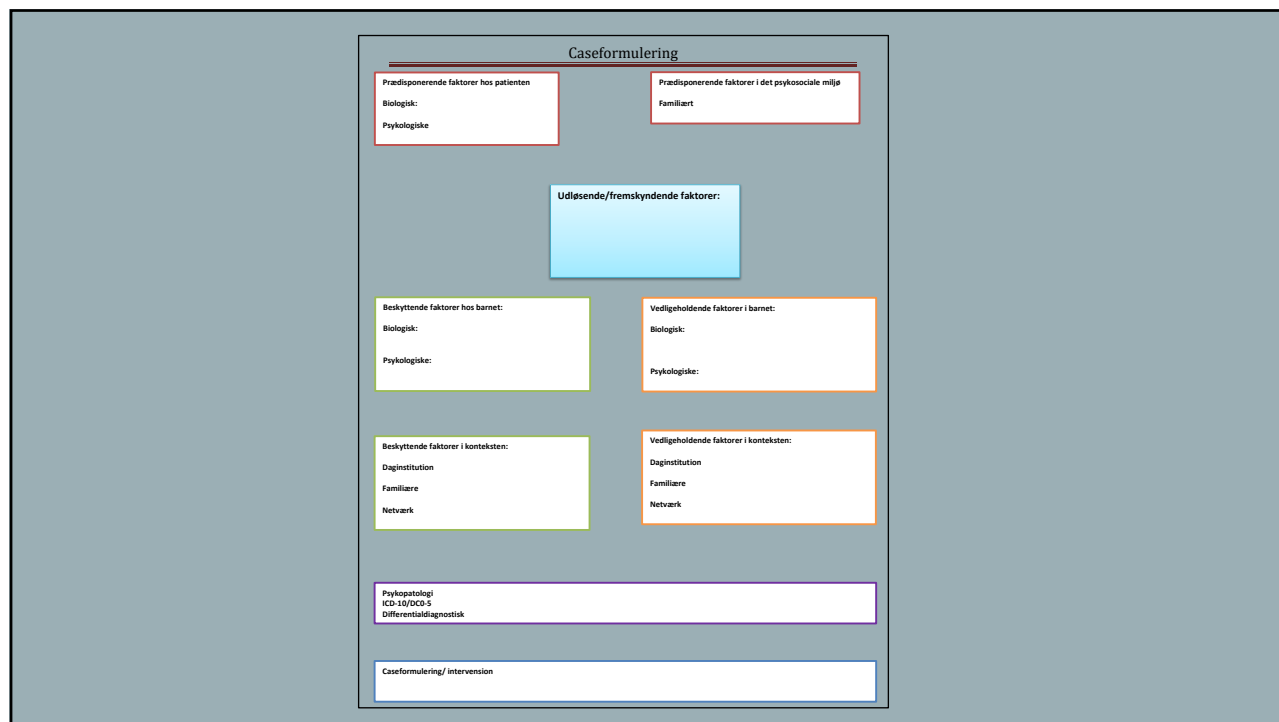 Caseformulering
Prædisponerende faktorer hos patienten
Biologisk:
Psykologiske
Prædisponerende faktorer i det psykosociale miljø
Familiært
Udløsende/fremskyndende faktorer:
Beskyttende faktorer hos barnet:
Biologisk:
Psykologiske:
Vedligeholdende faktorer i barnet:
Biologisk:
Psykologiske:
Beskyttende faktorer i konteksten:
Daginstitution
Familiære
Netværk
Vedligeholdende faktorer i konteksten:
Daginstitution
Familiære
Netværk
Psykopatologi
ICD-10/DC0-5
Differentialdiagnostisk
Caseformulering/ intervension